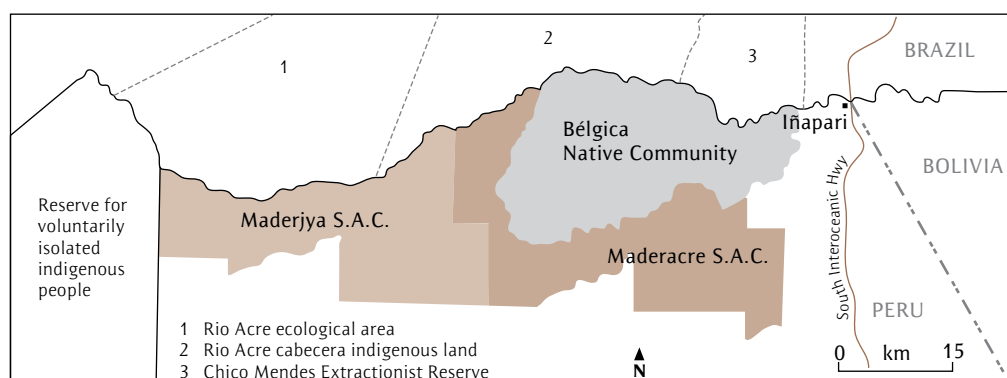 2
BRAZIL
1
3
Iñapari
Bélgica
Native Community
BOLIVIA
South Interoceanic Hwy
Reserve for
voluntarily
isolated
indigenous
people
Maderjya S.A.C.
Maderacre S.A.C.
PERU
1 Rio Acre ecological area
2 Rio Acre cabecera indigenous land
3 Chico Mendes Extractionist Reserve
N
0 km 15